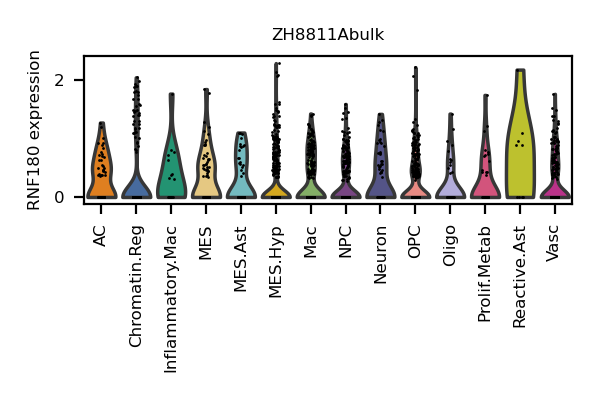 ZH8811Abulk
RNF180 expression
2
0
AC
Chromatin.Reg
Inflammatory.Mac
MES
MES.Ast
MES.Hyp
Mac
NPC
Neuron
OPC
Oligo
Prolif.Metab
Reactive.Ast
Vasc